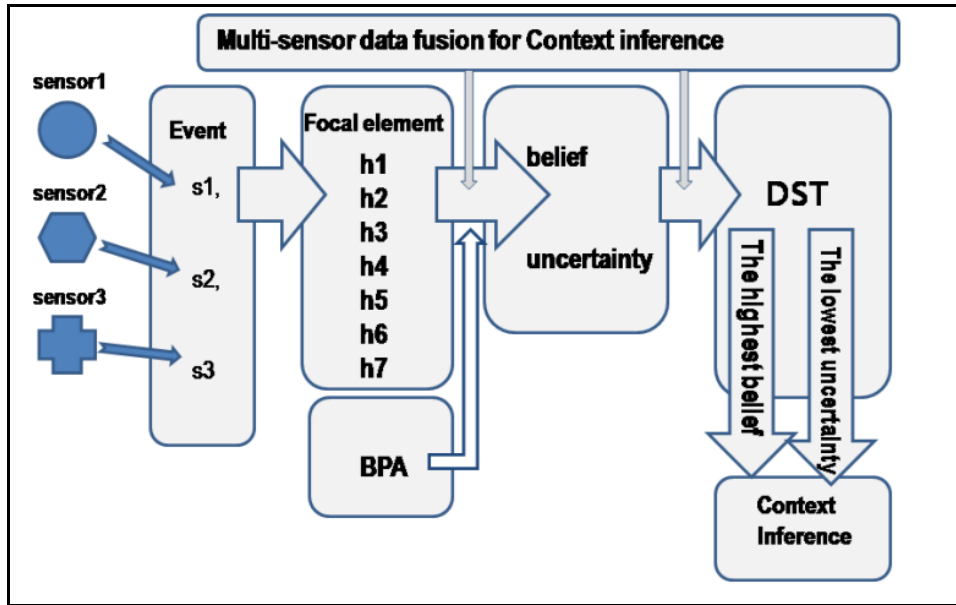 Multi-sensor data fusion for Context inference
sensor1
sensor2
sensor3
Event
s1,
s2,
s3
Focal element
h1
h2
h3
h4
h5
h6
h7
BPA
belief
uncertainty
DST
The highest belief
The lowest uncertainty
Context
Inference